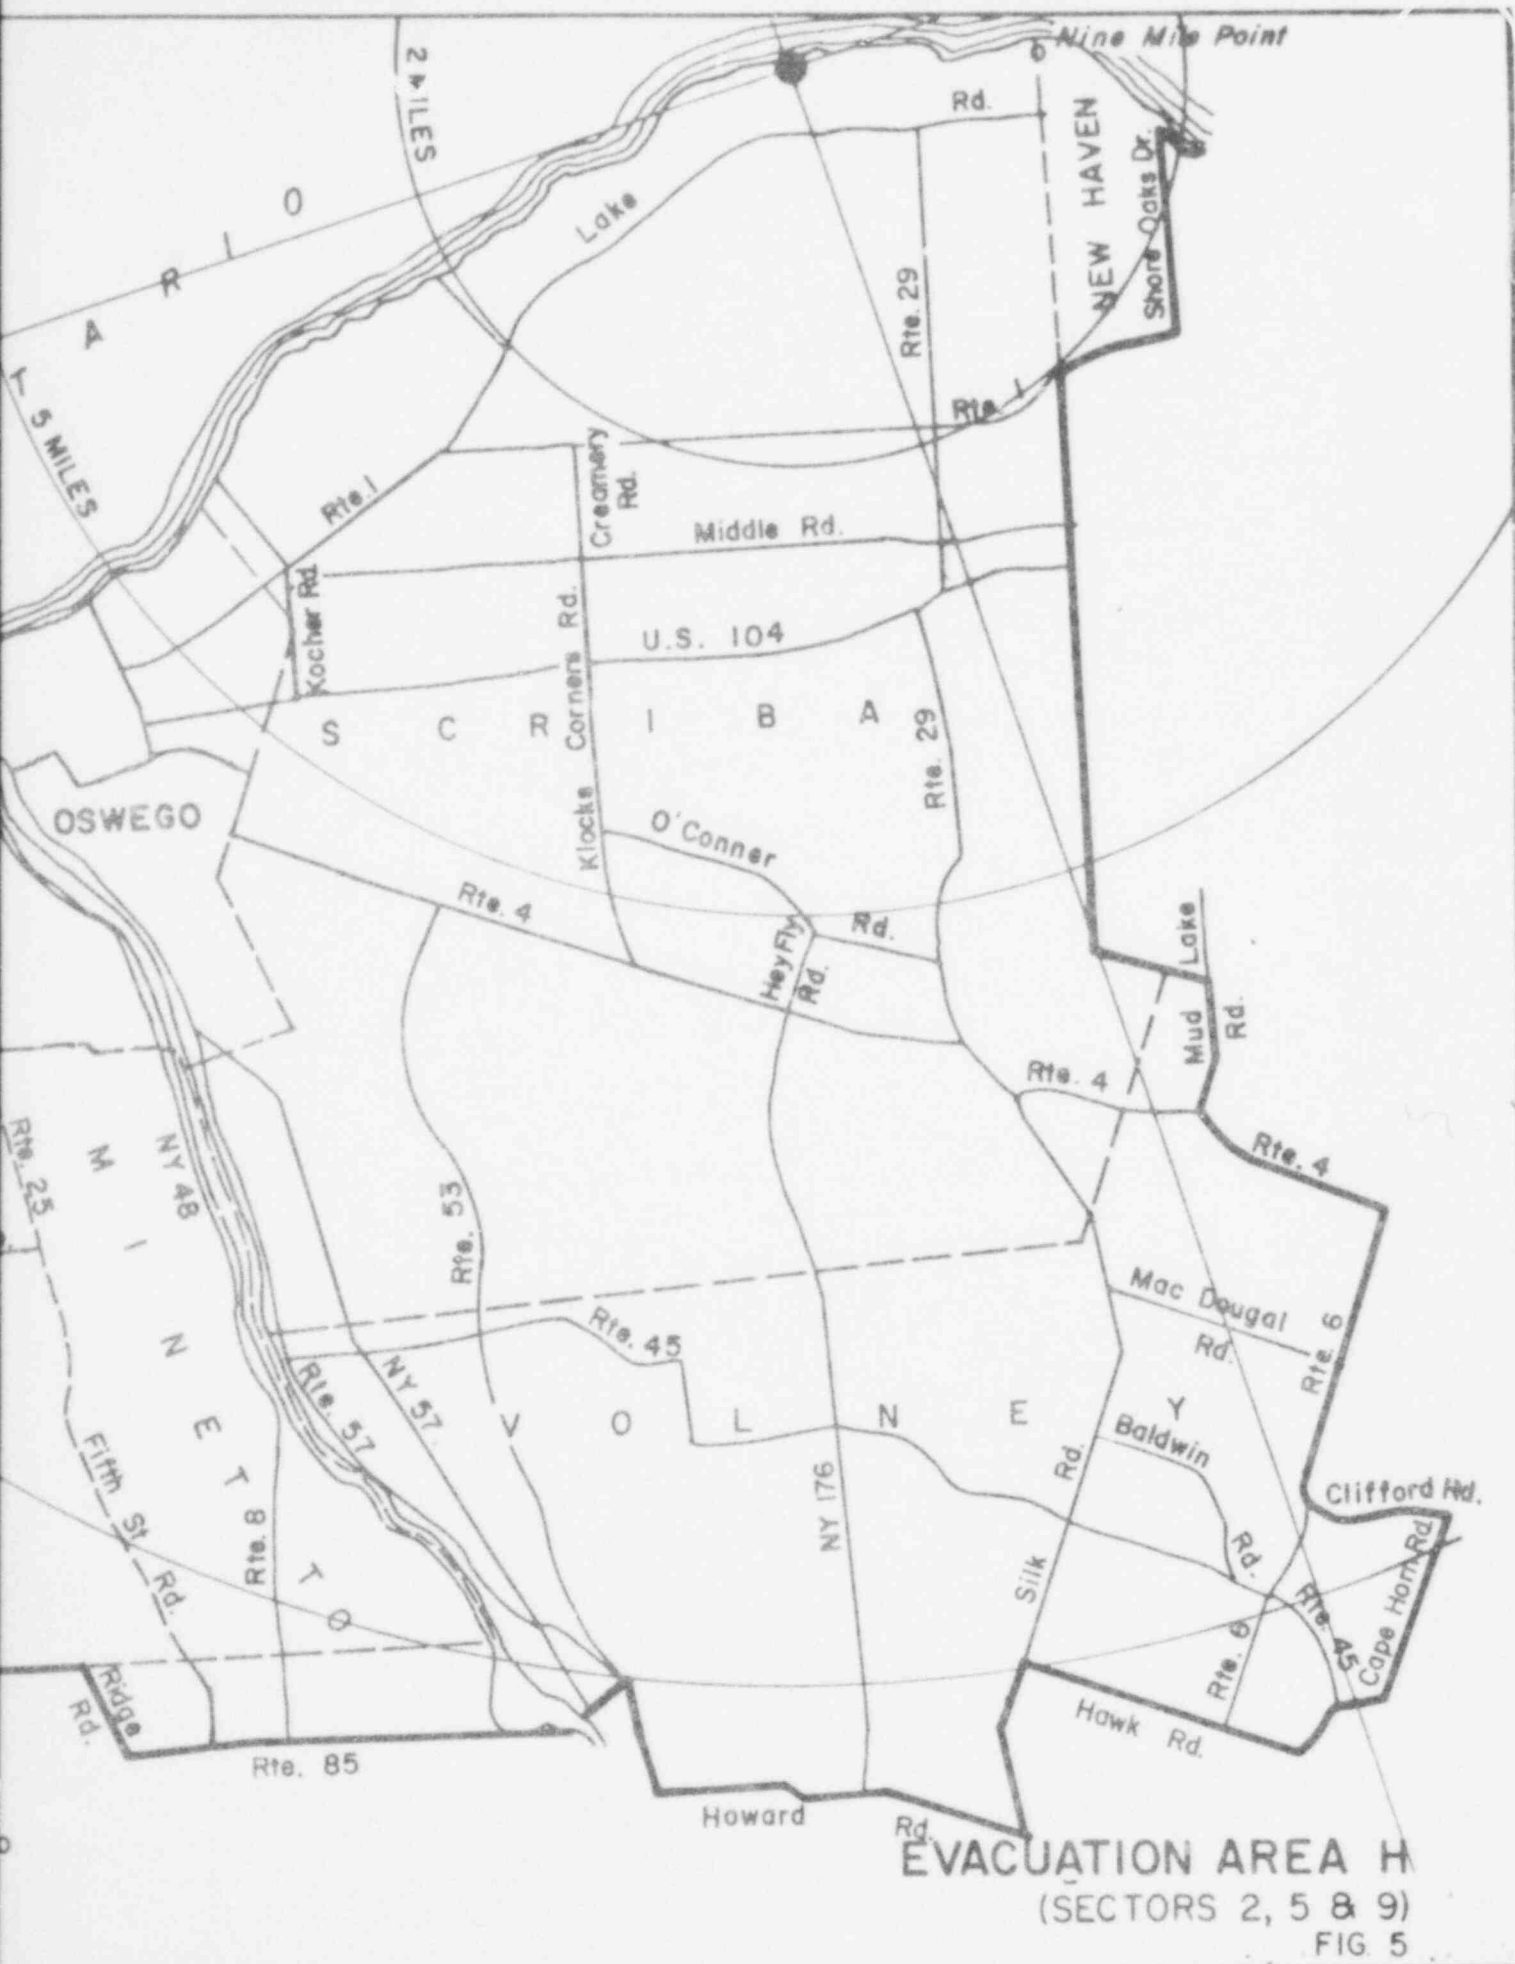 Nine Mile Point
2 MILES
Rd.
NEW HAVEN
Shore Oaks Dr.
O
I
R
A
T
Lake
Rte. 29
5 MILES
Rte. 1
Rte. 1
Creamery
Rd.
Middle Rd.
Kocher Rd.
Klocks Corners Rd.
U.S. 104
S C R I B A
Rte. 29
OSWEGO
O'Conner
Rd.
Rte. 4
HeyFly
Rd.
Mud Lake
Rd.
Rte. 4
Rte. 4
Rte. 25
NY 48
M I N E T T O
Rte. 53
Mac Dougal
Rd.
Rte. 6
Rte. 45
Rte. 57
NY 57
V O L N E Y
Baldwin
Rd.
Clifford Rd.
Fifth St Rd.
Rte. 8
NY 176
Silk Rd.
Rte. 45
Cape Horn Rd.
Rte. 6
Ridge
Rd.
Hawk Rd.
Rte. 85
Howard Rd.
EVACUATION AREA H
(SECTORS 2, 5 & 9)
FIG. 5